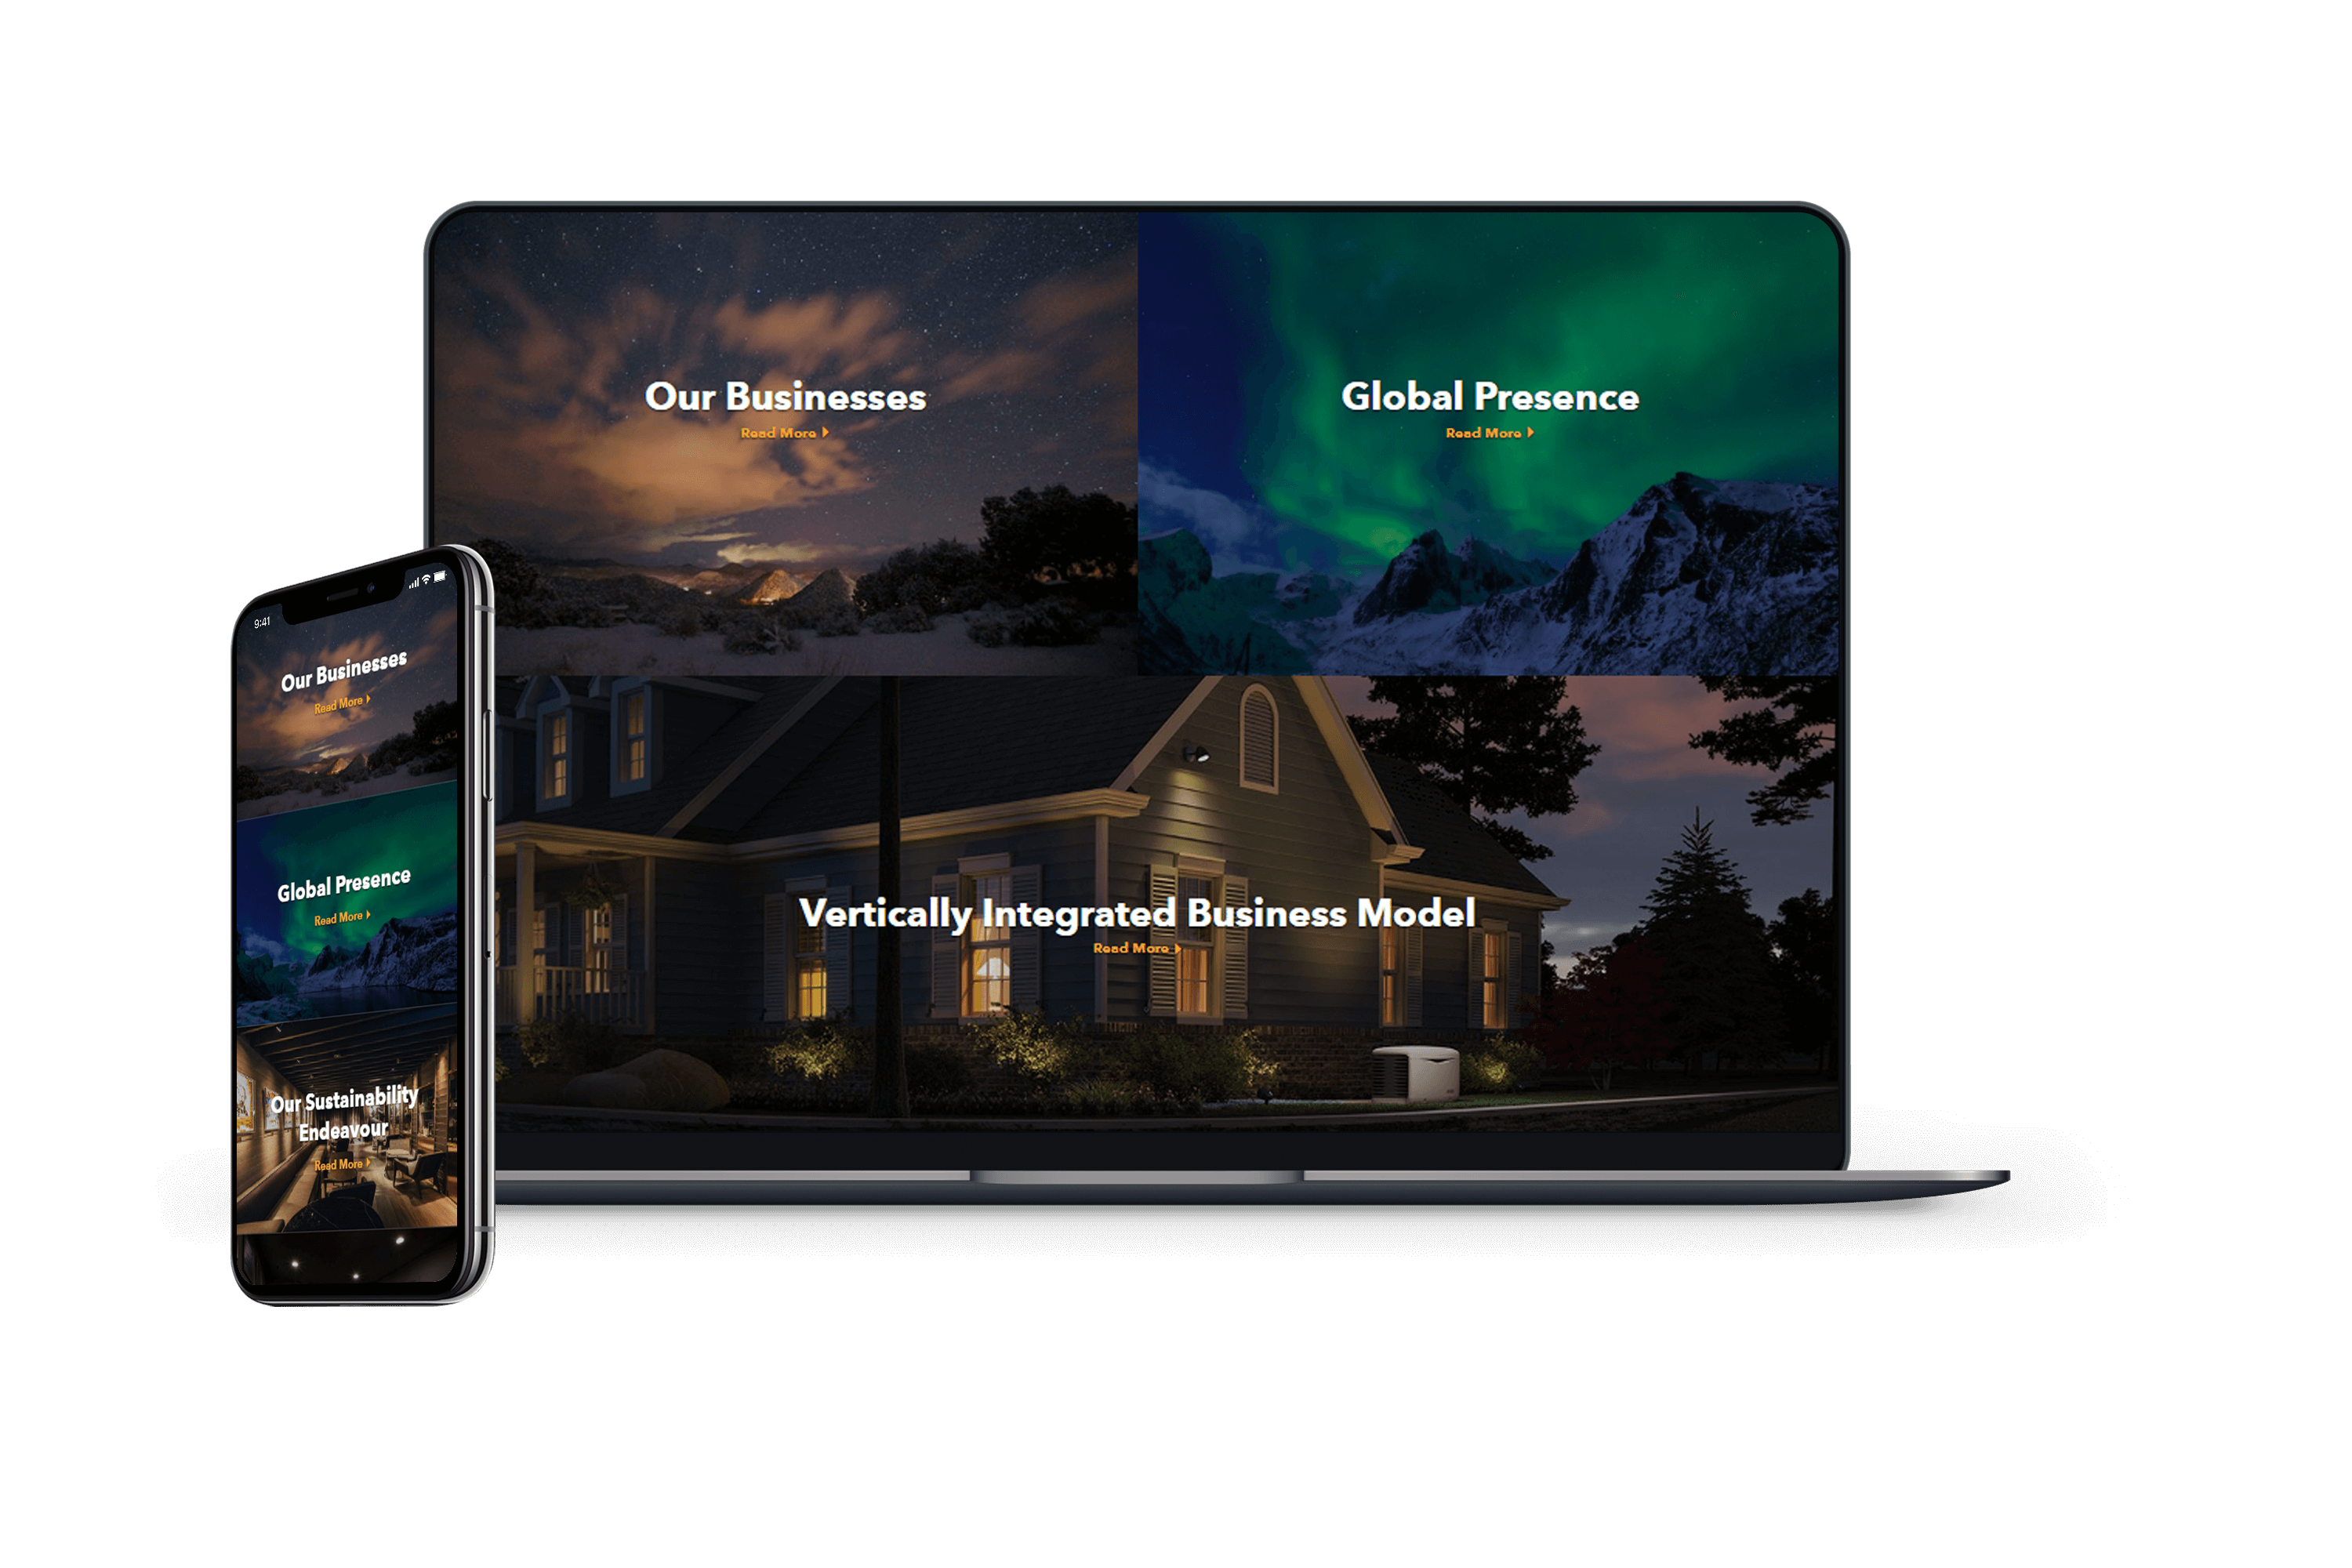 Our Businesses
Read More
Global Presence
Read More
Vertically Integrated Business Model
Read More
9:41
Our Businesses
Read More
Global Presence
Read More
Our Sustainability
Endeavour
Read More